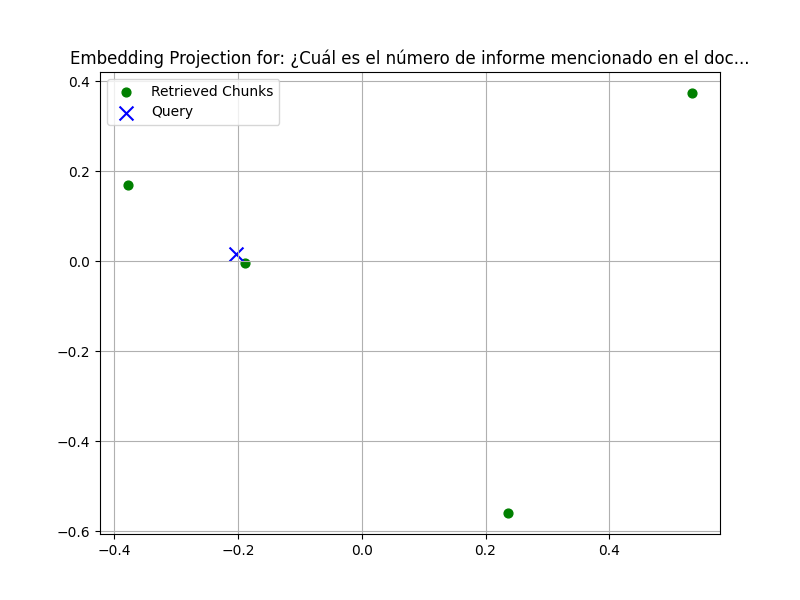 Embedding Projection for: ¿Cuál es el número de informe mencionado en el doc...
Retrieved Chunks
Query
0.4
0.2
0.0
−0.2
−0.4
−0.6
−0.4 −0.2 0.0 0.2 0.4